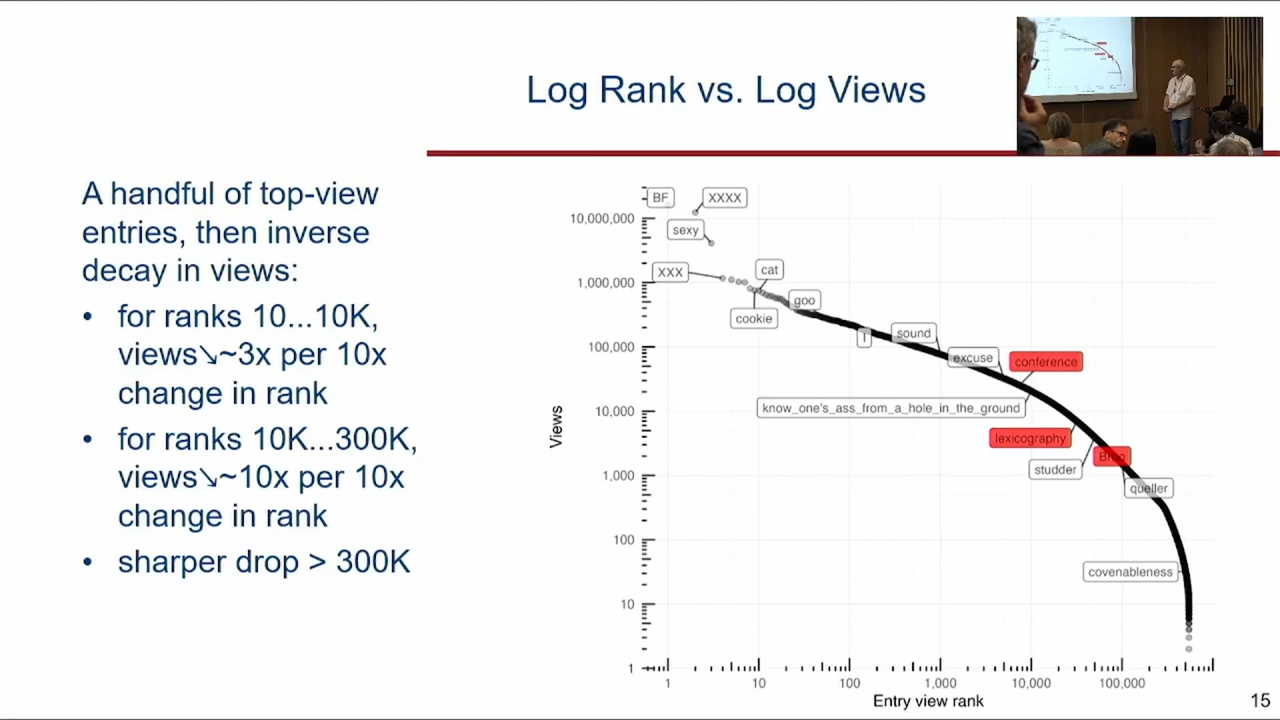 Log Rank vs. Log Views
A handful of top-view
entries, then inverse
decay in views:
• for ranks 10...10K,
views↘~3x per 10x
change in rank
• for ranks 10K...300K,
views↘~10x per 10x
change in rank
• sharper drop > 300K
BF
XXXX
10,000,000
sexy
XXX
cat
1,000,000
goo
cookie
I
sound
100,000
excuse
conference
know_one's_ass_from_a_hole_in_the_ground
10,000
lexicography
studder
1,000
queller
100
covenableness
10
1
Views
1
10
100
1,000
10,000
100,000
Entry view rank
15